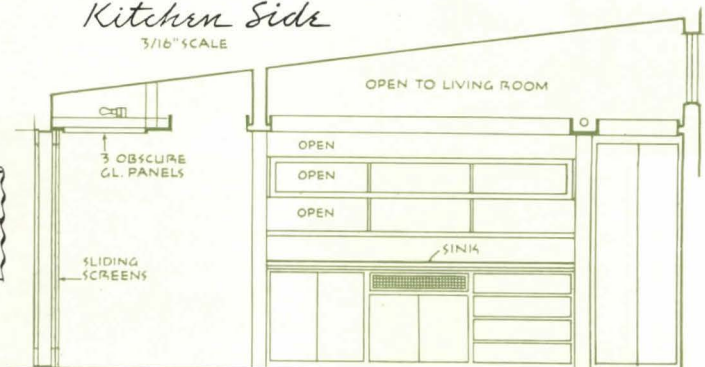 Kitchen Side
3/16" SCALE
OPEN TO LIVING ROOM
3 OBSCURE
GL. PANELS
OPEN
OPEN
OPEN
SLIDING
SCREENS
SINK